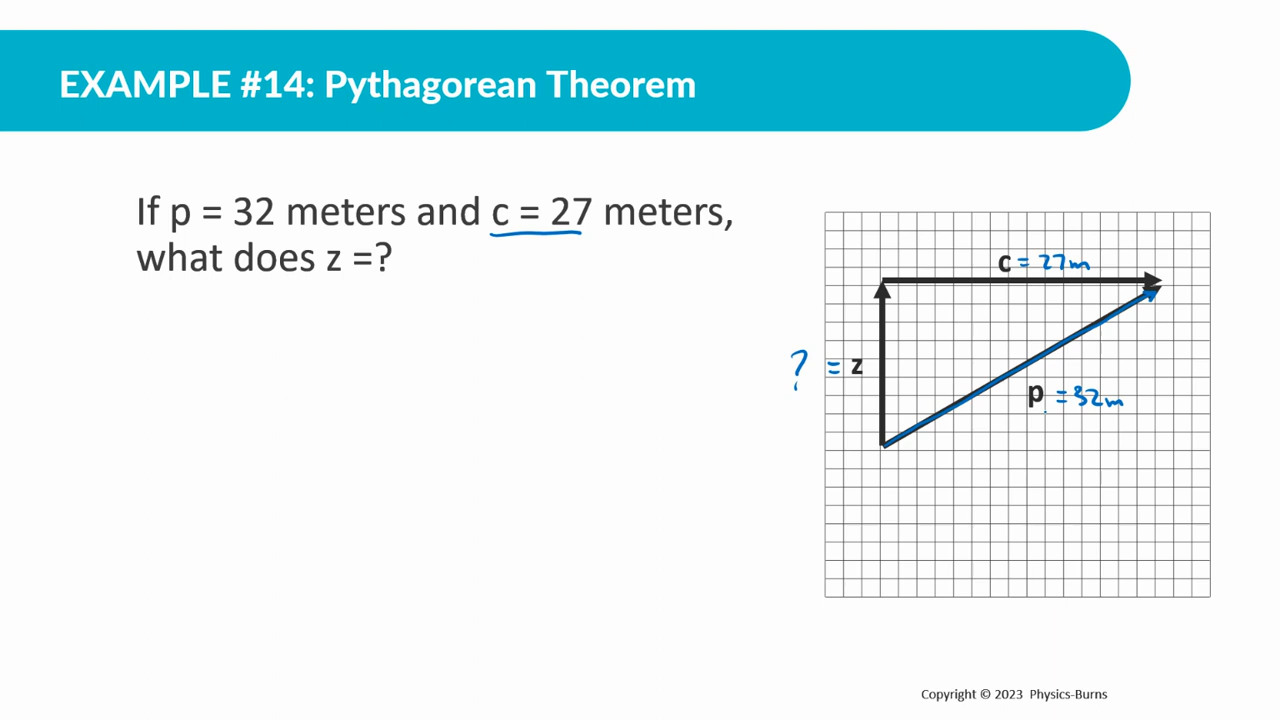 EXAMPLE #14: Pythagorean Theorem
If p = 32 meters and c = 27 meters,
what does z =?
c = 27m
? = z
p = 32m
Copyright © 2023 Physics-Burns